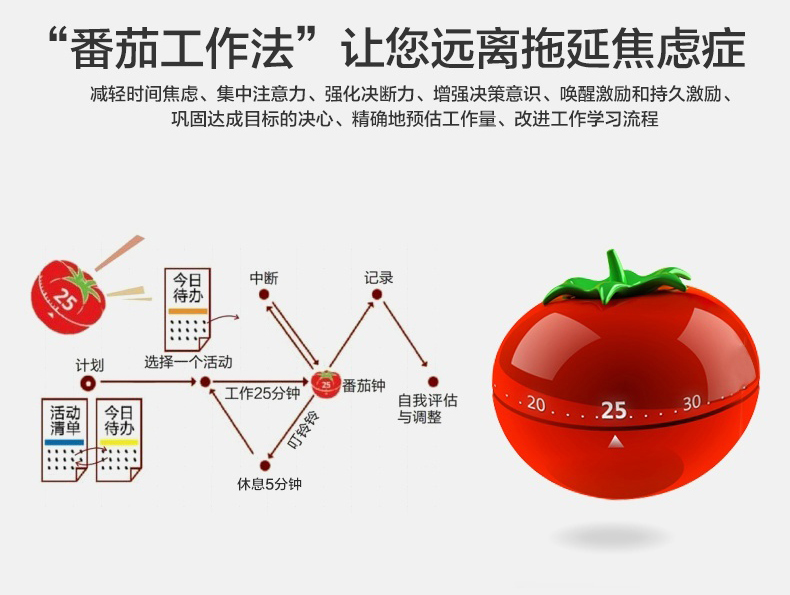 “番茄工作法”让您远离拖延焦虑症
减轻时间焦虑、集中注意力、强化决断力、增强决策意识、唤醒激励和持久激励、
巩固达成目标的决心、精确地预估工作量、改进工作学习流程
25
今日
待办
中断
记录
计划
选择一个活动
工作25分钟
25
番茄钟
自我评估
与调整
活动
清单
今日
待办
叮铃铃
休息5分钟
20
25
30